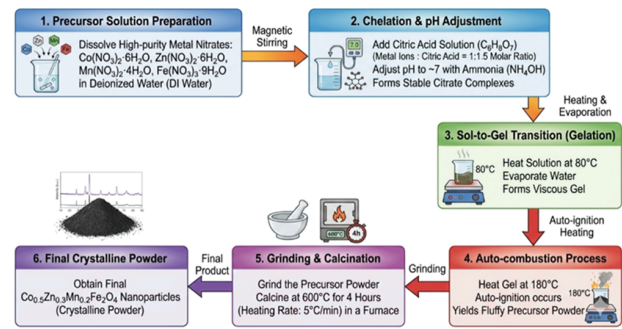 1. Precursor Solution Preparation
Co
Zn
Mn
Fe
Dissolve High-purity Metal Nitrates:
Co(NO₃)₂·6H₂O, Zn(NO₃)₂·6H₂O,
Mn(NO₃)₂·4H₂O, Fe(NO₃)₃·9H₂O
in Deionized Water (DI Water)
Magnetic
Stirring
2. Chelation & pH Adjustment
7.0
Add Citric Acid Solution (C₆H₈O₇)
(Metal Ions : Citric Acid = 1:1.5 Molar Ratio)
Adjust pH to ~7 with Ammonia (NH₄OH)
Forms Stable Citrate Complexes
Heating &
Evaporation
3. Sol-to-Gel Transition (Gelation)
80°C
Heat Solution at 80°C
Evaporate Water
Forms Viscous Gel
Auto-ignition
Heating
4. Auto-combustion Process
Heat Gel at 180°C
Auto-ignition occurs
Yields Fluffy Precursor Powder
180°C
Grinding
600°C
4h
5. Grinding & Calcination
Grind the Precursor Powder
Calcine at 600°C for 4 Hours
(Heating Rate: 5°C/min) in a Furnace
Final
Product
6. Final Crystalline Powder
Obtain Final
Co₀.₅Zn₀.₃Mn₀.₂Fe₂O₄ Nanoparticles
(Crystalline Powder)